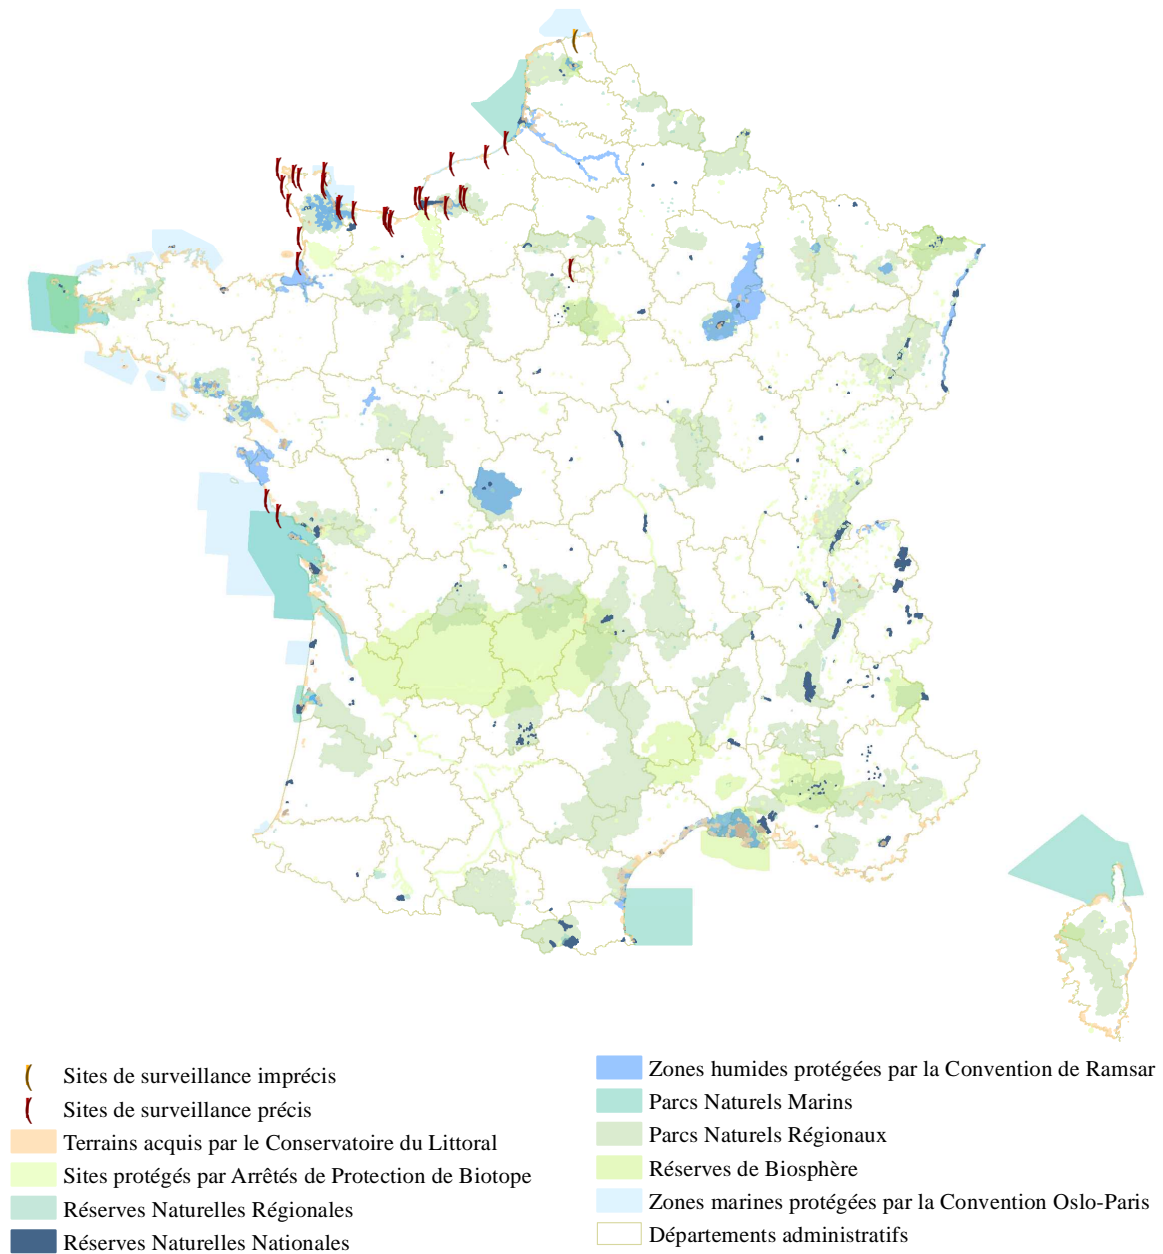 Sites de surveillance imprécis
Sites de surveillance précis
Terrains acquis par le Conservatoire du Littoral
Sites protégés par Arrêtés de Protection de Biotope
Réserves Naturelles Régionales
Réserves Naturelles Nationales
Zones humides protégées par la Convention de Ramsar
Parcs Naturels Marins
Parcs Naturels Régionaux
Réserves de Biosphère
Zones marines protégées par la Convention Oslo-Paris
Départements administratifs